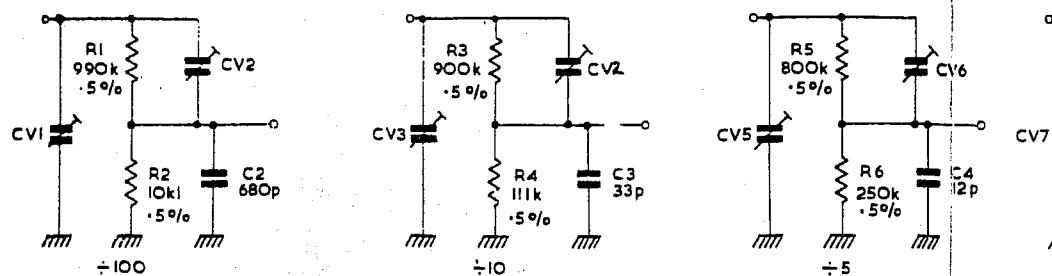 R1
990k
·5%
CV2
CV1
R2
10k1
·5%
C2
680p
÷100
R3
900k
·5%
CV2
CV3
R4
111k
·5%
C3
33p
÷10
R5
800k
·5%
CV6
CV5
R6
250k
·5%
C4
12p
÷5
CV7